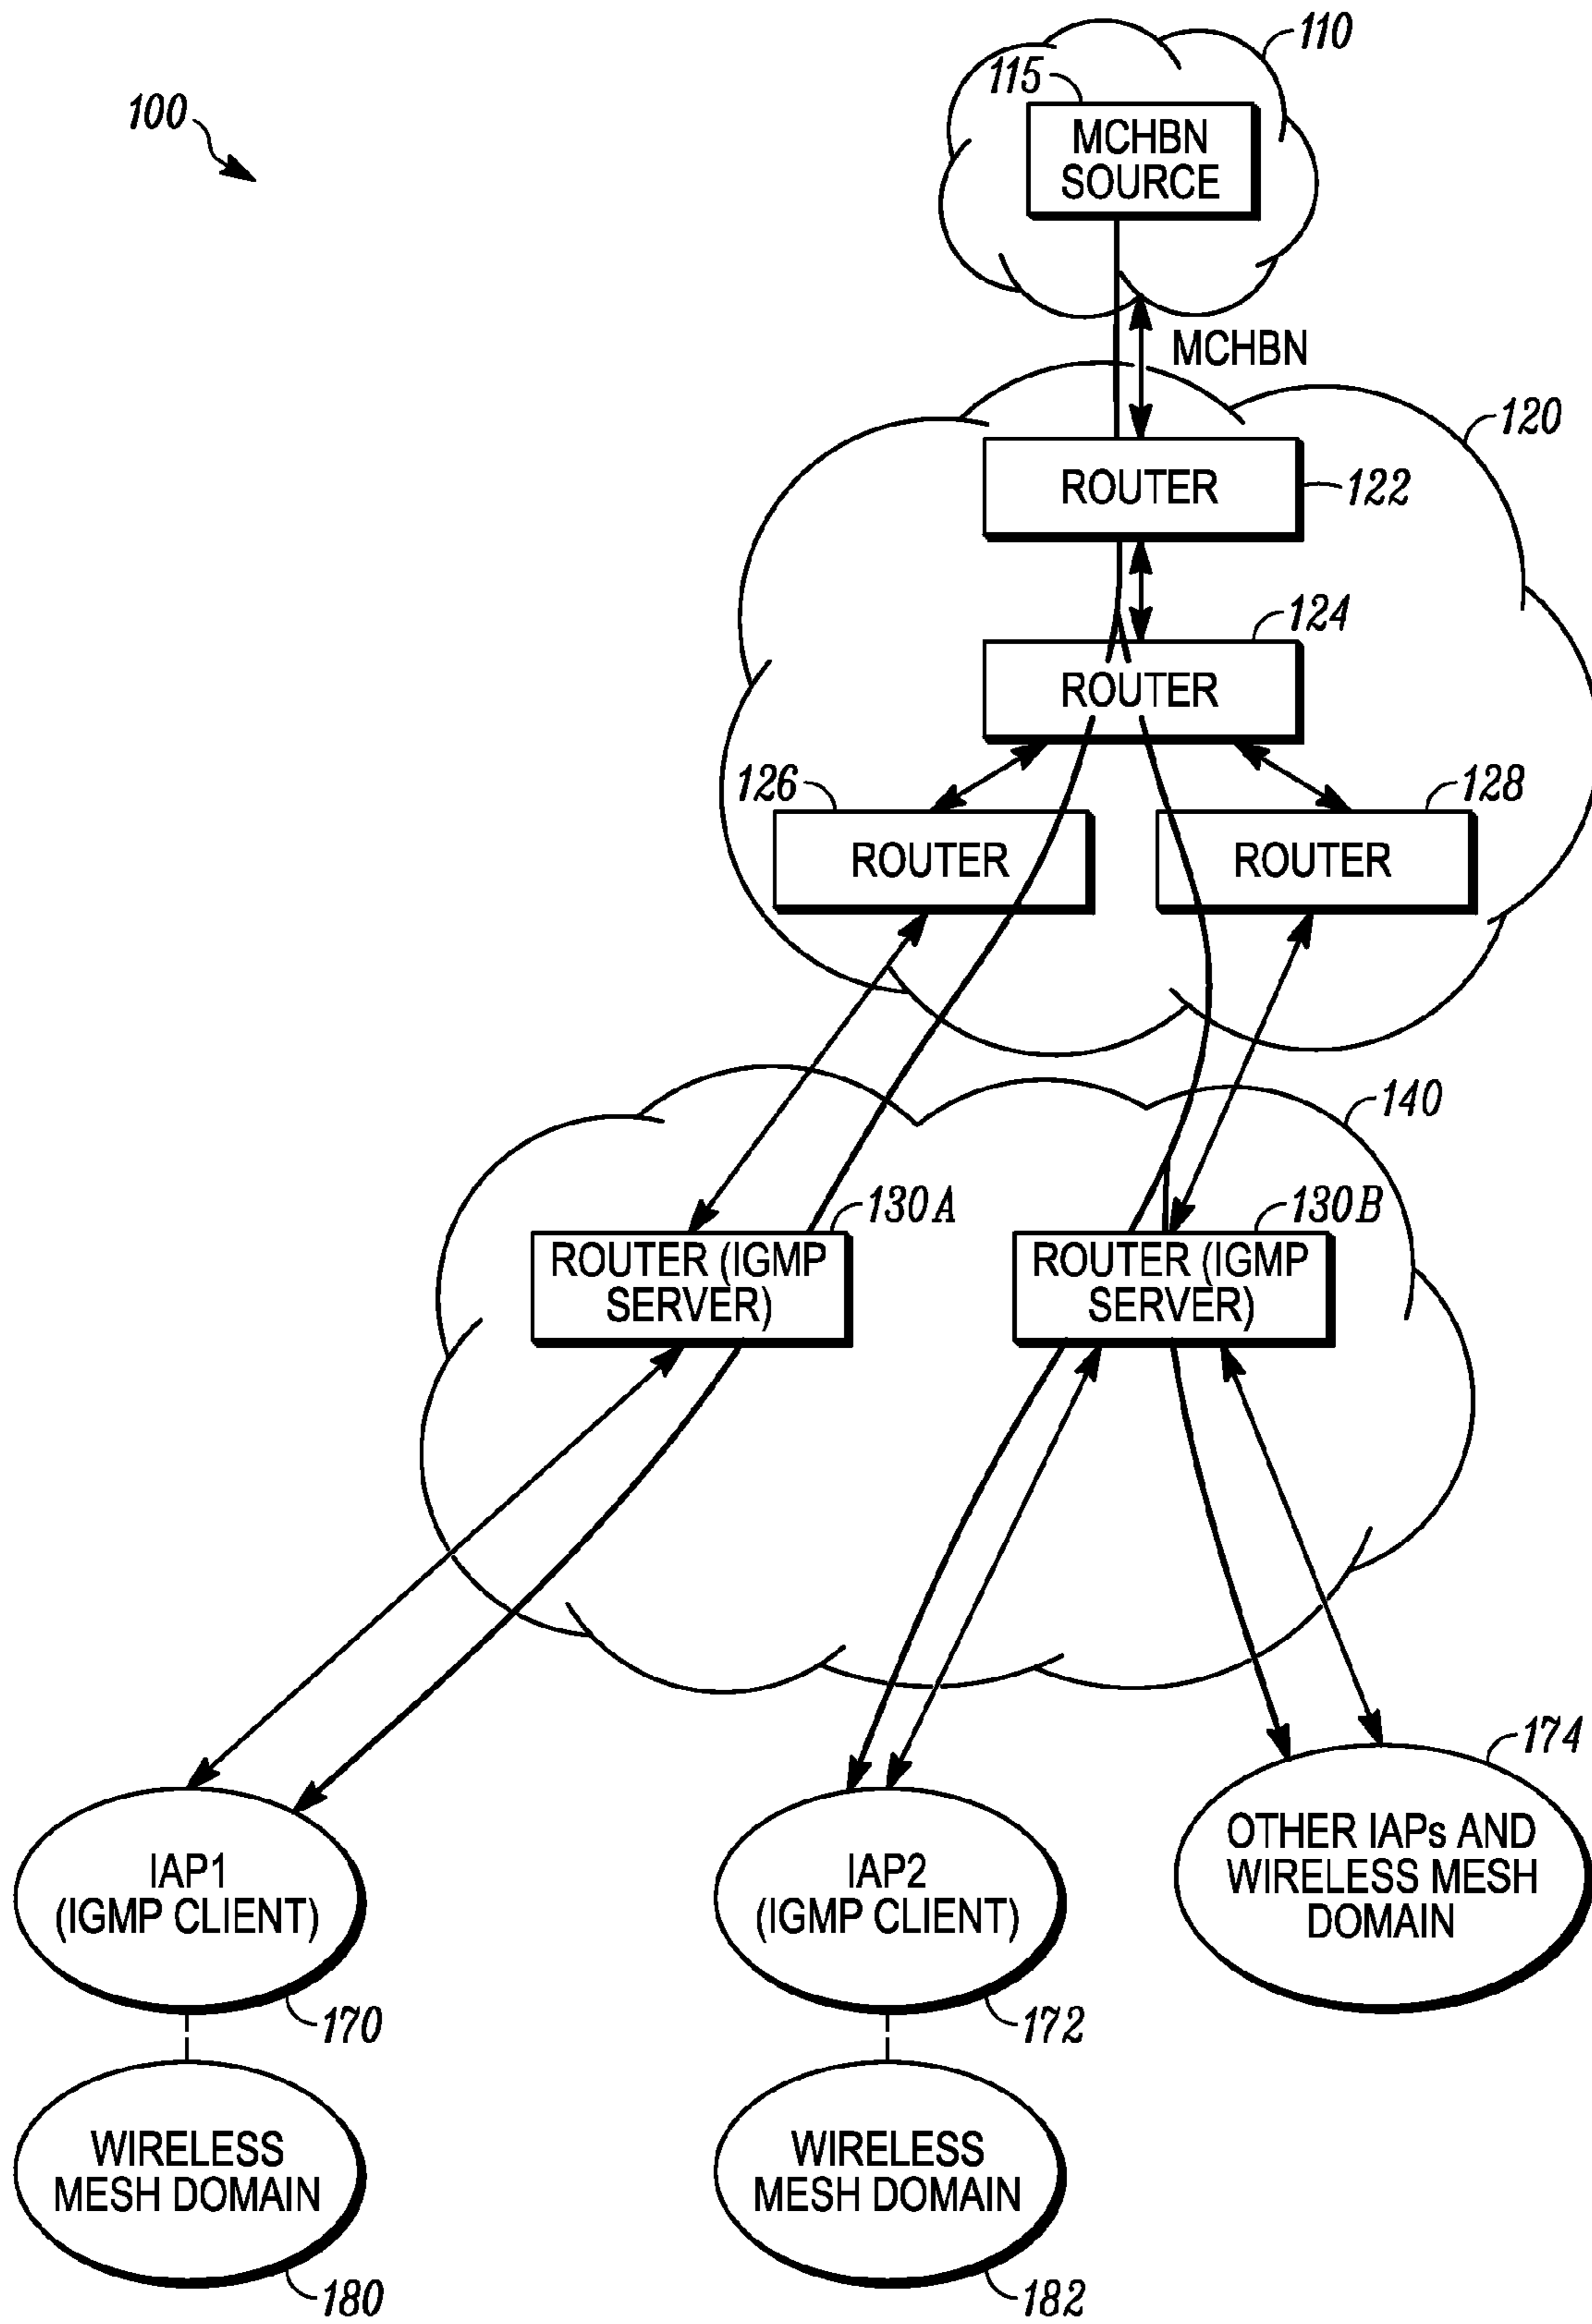 110
115
100
MCHBN
SOURCE
MCHBN
120
ROUTER
122
124
ROUTER
126
128
ROUTER
ROUTER
140
130A
130B
ROUTER (IGMP
SERVER)
ROUTER (IGMP
SERVER)
174
OTHER IAPs AND
WIRELESS MESH
DOMAIN
IAP1
(IGMP CLIENT)
IAP2
(IGMP CLIENT)
170
172
WIRELESS
MESH DOMAIN
WIRELESS
MESH DOMAIN
180
182